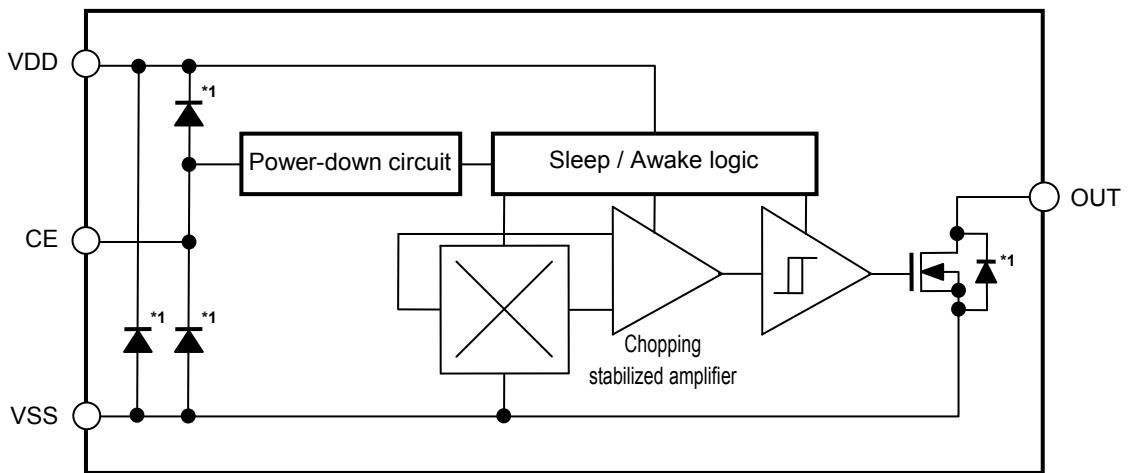 VDD
*1
Power-down circuit
Sleep / Awake logic
OUT
CE
*1
*1
*1
Chopping
stabilized amplifier
VSS